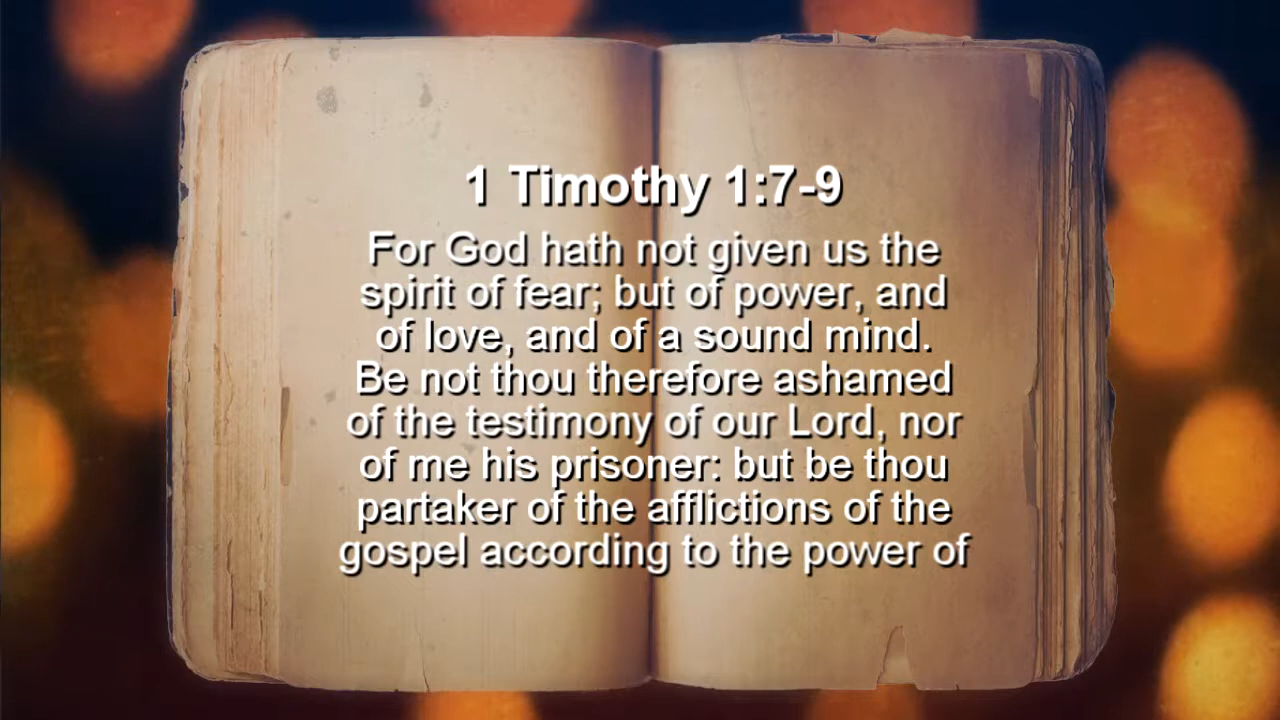 1 Timothy 1:7-9
For God hath not given us the
spirit of fear; but of power, and
of love, and of a sound mind.
Be not thou therefore ashamed
of the testimony of our Lord, nor
of me his prisoner: but be thou
partaker of the afflictions of the
gospel according to the power of